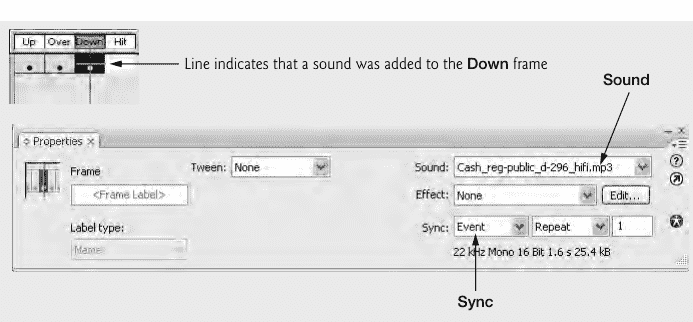 Up Over Down Hit
Line indicates that a sound was added to the Down frame
Sound
Properties x
Frame
Tween: None
Sound: Cash_reg-public_d-296_hifi.mp3
<Frame Label>
Effect: None Edit...
Label type:
Sync: Event Repeat 1
Name
22 kHz Mono 16 Bit 1.6 s 25.4 kB
Sync